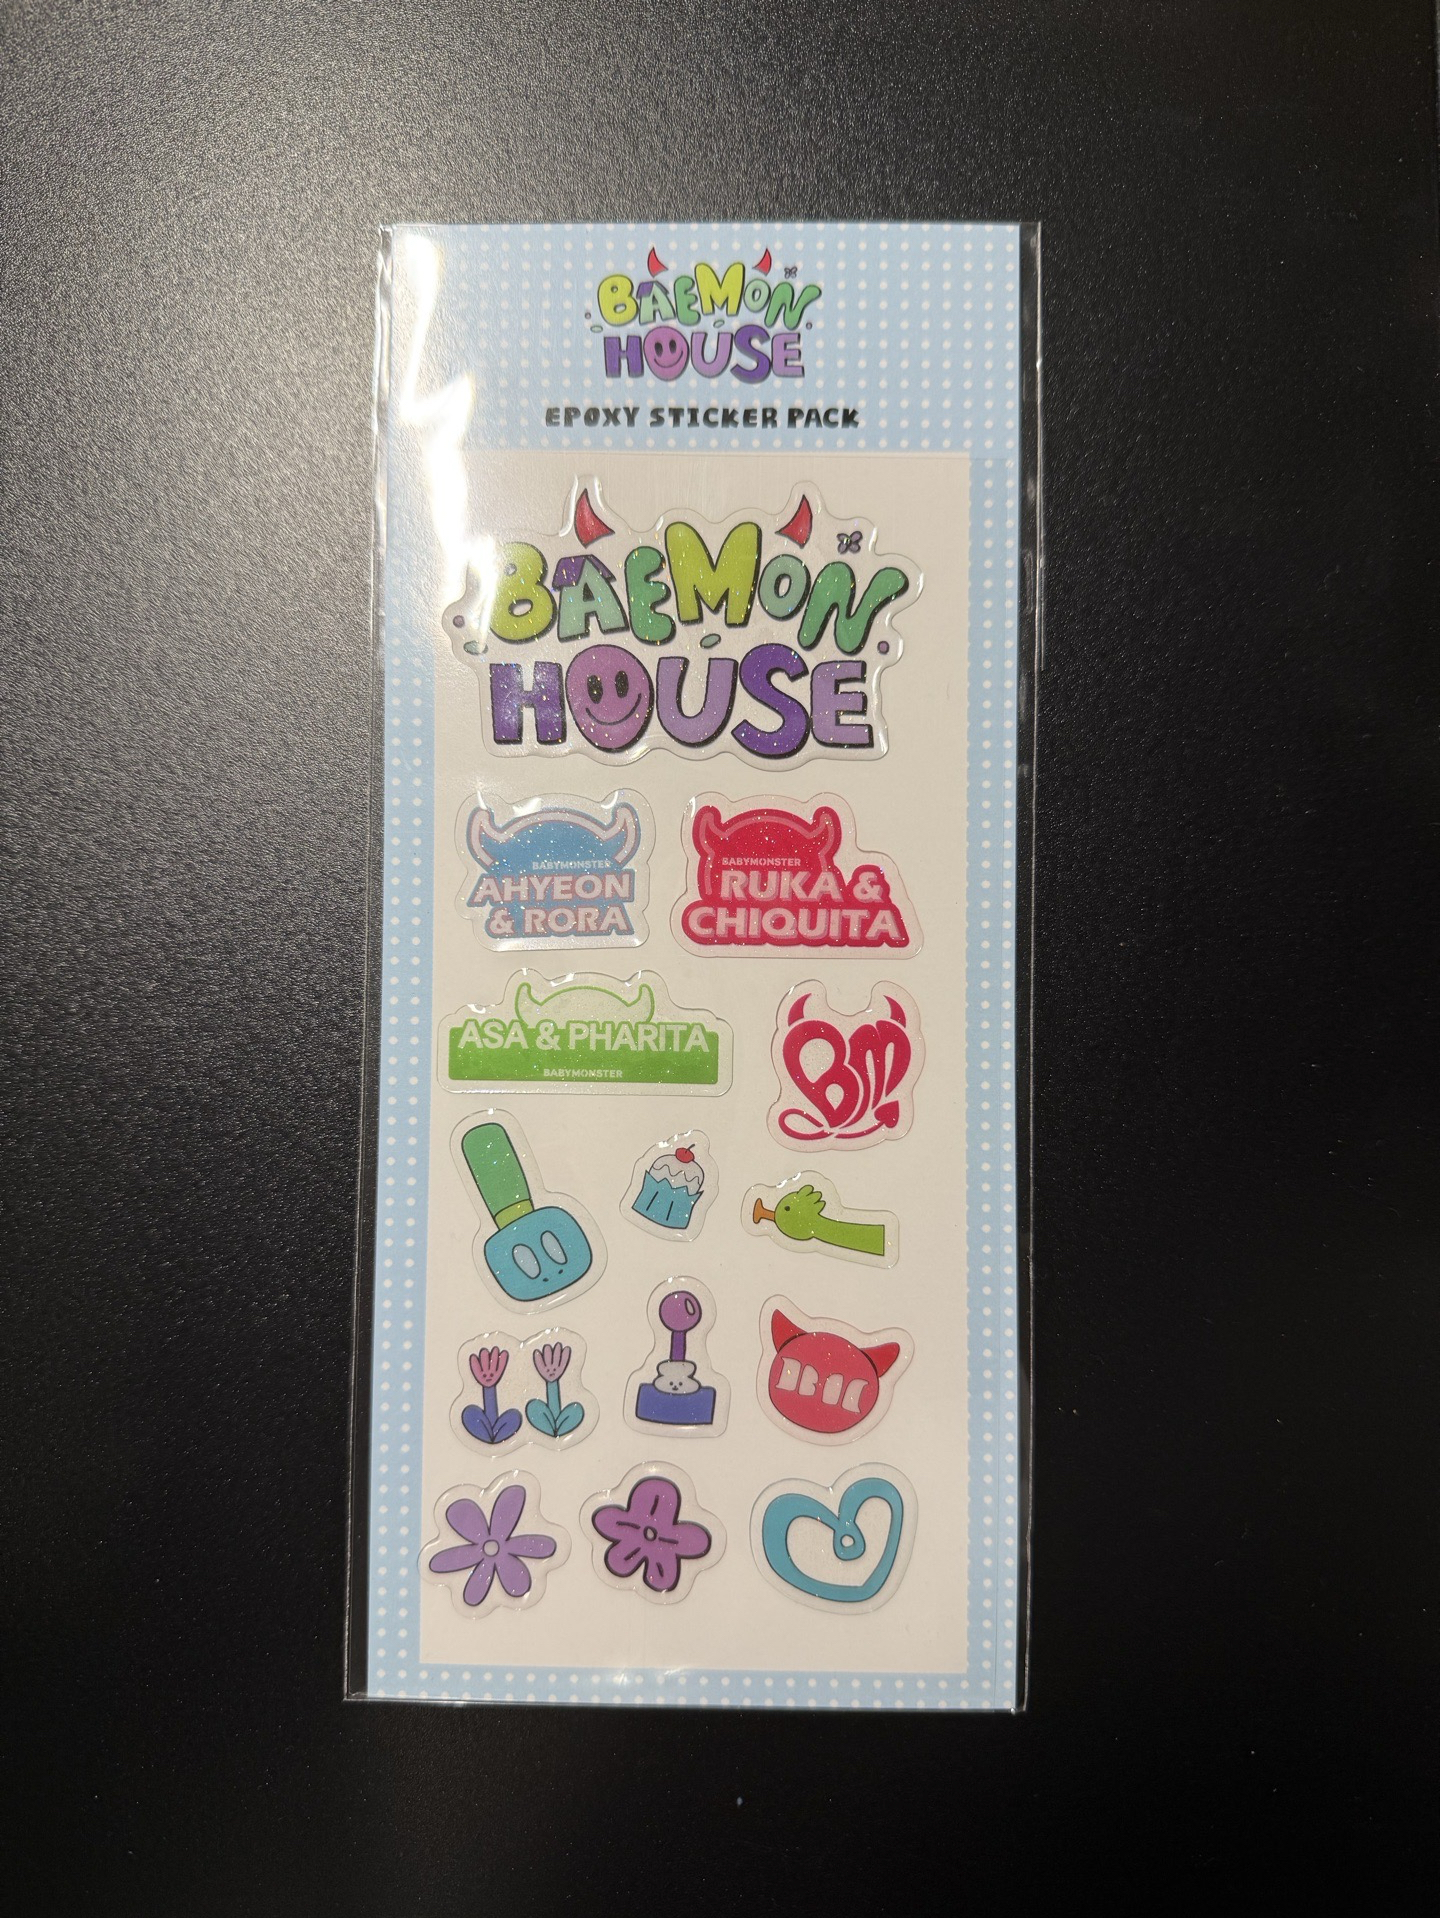 BAEMON
HOUSE
EPOXY STICKER PACK
BAEMON
HOUSE
BABYMONSTER
AHYEON
& RORA
BABYMONSTER
RUKA &
CHIQUITA
ASA & PHARITA
BABYMONSTER
BM